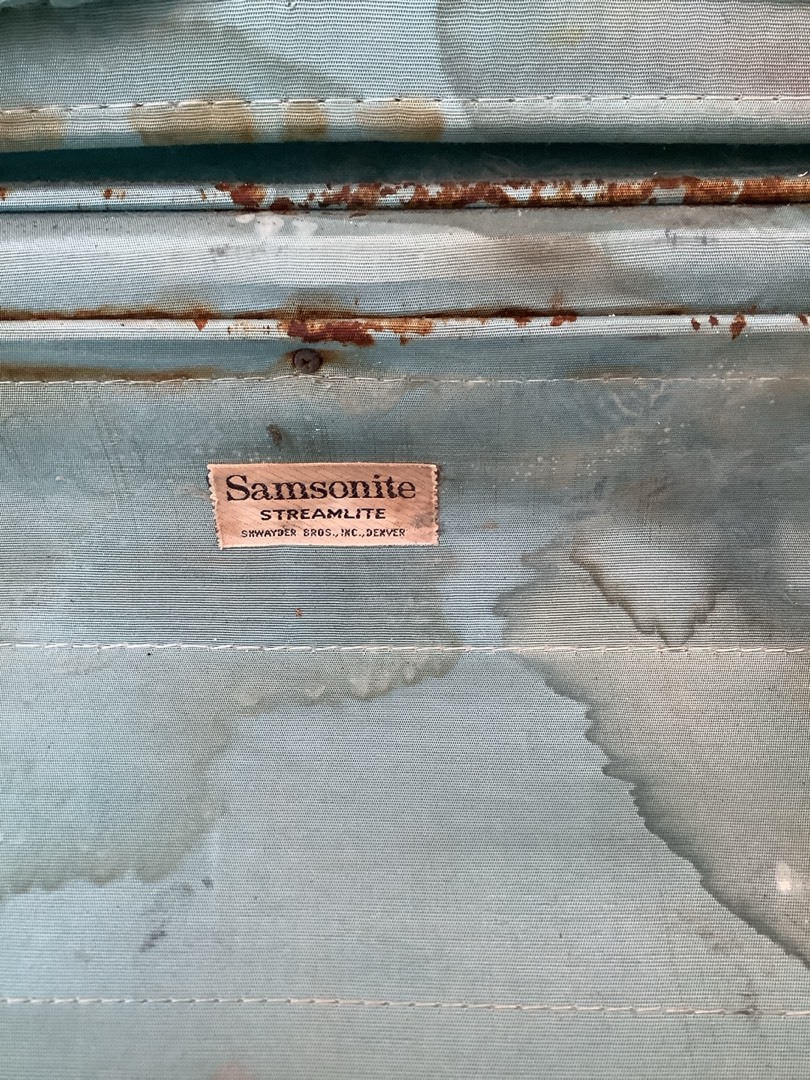 Samsonite
STREAMLITE
SHWAYDER BROS., INC., DENVER